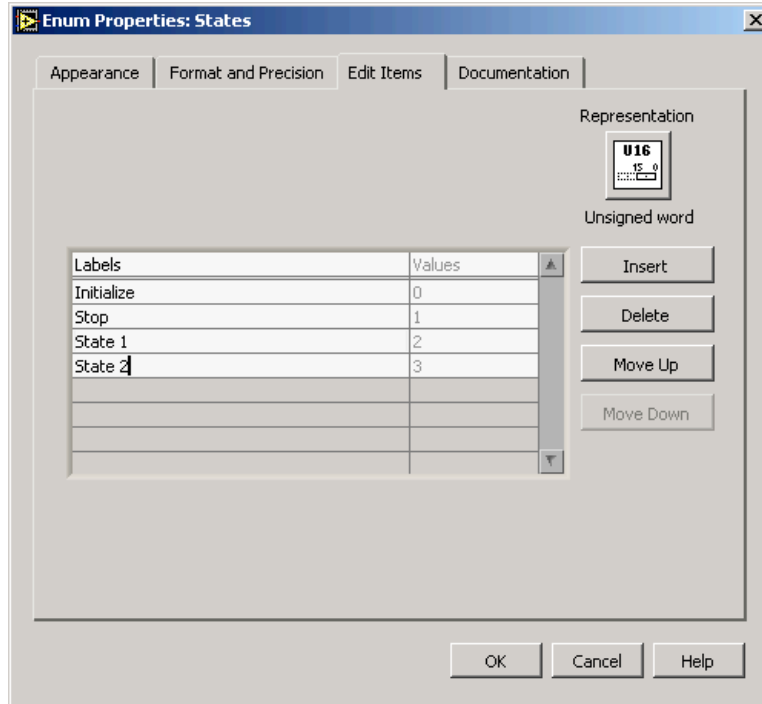 Enum Properties: States
Appearance Format and Precision Edit Items Documentation
Representation
U16
15 0
Unsigned word
Labels Values
Initialize 0
Stop 1
State 1 2
State 2 3
Insert
Delete
Move Up
Move Down
OK Cancel Help